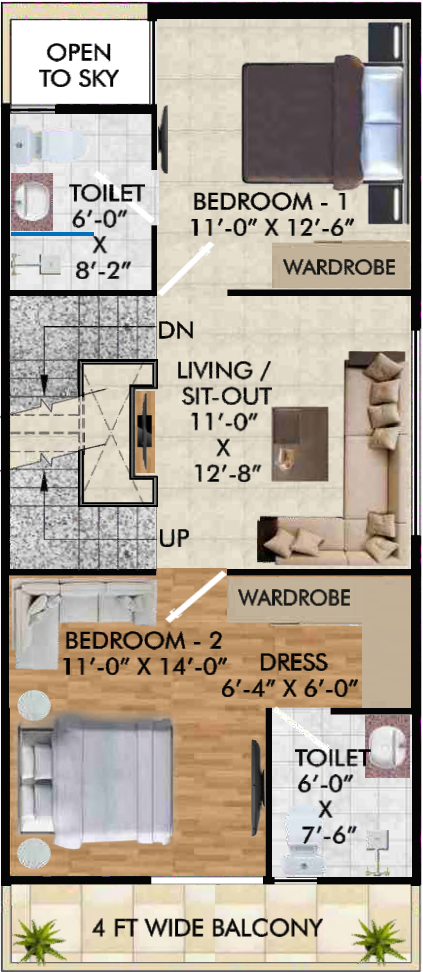 OPEN
TO SKY
TOILET
6'-0"
X
8'-2"
BEDROOM - 1
11'-0" X 12'-6"
WARDROBE
DN
LIVING /
SIT-OUT
11'-0"
X
12'-8"
UP
WARDROBE
BEDROOM - 2
11'-0" X 14'-0"
DRESS
6'-4" X 6'-0"
TOILET
6'-0"
X
7'-6"
4 FT WIDE BALCONY